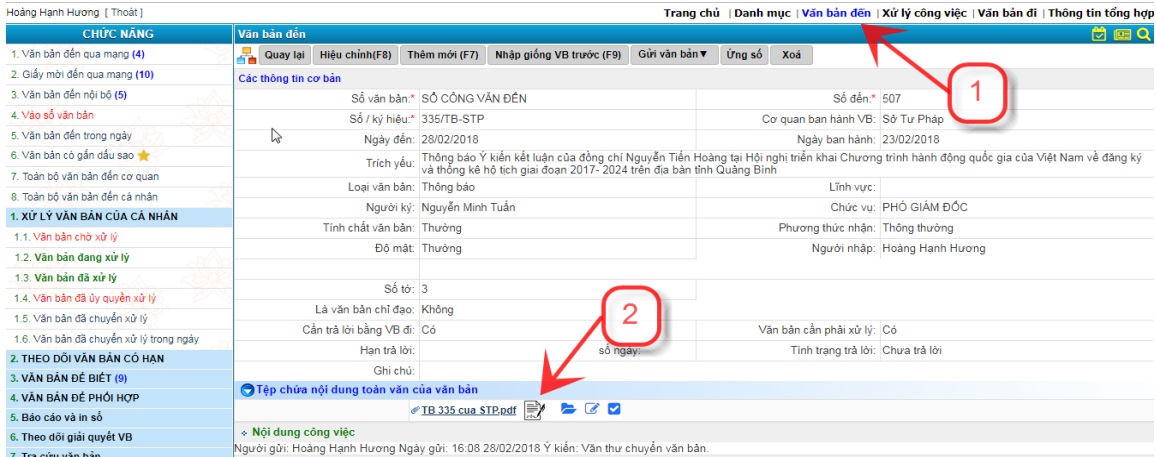 Hoàng Hạnh Hương [ Thoát ]
Trang chủ | Danh mục | Văn bản đến | Xử lý công việc | Văn bản đi | Thông tin tổng hợp
CHỨC NĂNG
1. Văn bản đến qua mạng (4)
2. Giấy mời đến qua mạng (10)
3. Văn bản đến nội bộ (5)
4. Vào sổ văn bản
5. Văn bản đến trong ngày
6. Văn bản có gắn dấu sao
7. Toàn bộ văn bản đến cơ quan
8. Toàn bộ văn bản đến cá nhân
1. XỬ LÝ VĂN BẢN CỦA CÁ NHÂN
1.1. Văn bản chờ xử lý
1.2. Văn bản đang xử lý
1.3. Văn bản đã xử lý
1.4. Văn bản đã ủy quyền xử lý
1.5. Văn bản đã chuyển xử lý
1.6. Văn bản đã chuyển xử lý trong ngày
2. THEO DÕI VĂN BẢN CÓ HẠN
3. VĂN BẢN ĐỂ BIẾT (9)
4. VĂN BẢN ĐỂ PHỐI HỢP
5. Báo cáo và in sổ
6. Theo dõi giải quyết VB
7. Tra cứu văn bản
Văn bản đến
Quay lại Hiệu chỉnh(F8) Thêm mới (F7) Nhập giống VB trước (F9) Gửi văn bản▼ Ứng số Xoá
1
Các thông tin cơ bản
Sổ văn bản:* SỔ CÔNG VĂN ĐẾN Số đến:* 507
Số / ký hiệu:* 335/TB-STP Cơ quan ban hành VB: Sở Tư Pháp
Ngày đến: 28/02/2018 Ngày ban hành: 23/02/2018
Trích yếu: Thông báo Ý kiến kết luận của đồng chí Nguyễn Tiến Hoàng tại Hội nghị triển khai Chương trình hành động quốc gia của Việt Nam về đăng ký
và thống kê hộ tịch giai đoạn 2017- 2024 trên địa bàn tỉnh Quảng Bình
Loại văn bản: Thông báo Lĩnh vực:
Người ký: Nguyễn Minh Tuấn Chức vụ: PHÓ GIÁM ĐỐC
Tính chất văn bản: Thường Phương thức nhận: Thông thường
Độ mật: Thường Người nhập: Hoàng Hạnh Hương
Số tờ: 3
Là văn bản chỉ đạo: Không
2
Cần trả lời bằng VB đi: Có Văn bản cần phải xử lý: Có
Hạn trả lời: số ngày: Tình trạng trả lời: Chưa trả lời
Ghi chú:
Tệp chứa nội dung toàn văn của văn bản
TB 335 cua STP.pdf
Nội dung công việc
Người gửi: Hoàng Hạnh Hương Ngày gửi: 16:08 28/02/2018 Ý kiến: Văn thư chuyển văn bản.